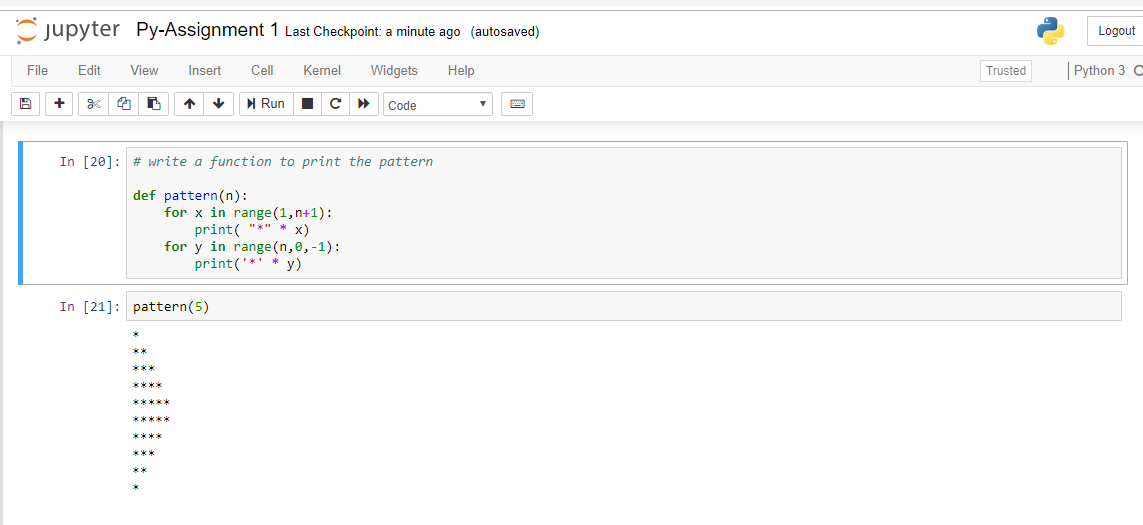 jupyter Py-Assignment 1 Last Checkpoint: a minute ago (autosaved) Logout
File Edit View Insert Cell Kernel Widgets Help Trusted Python 3
Run Code
In [20]: # write a function to print the pattern
def pattern(n):
    for x in range(1,n+1):
        print( "*" * x)
    for y in range(n,0,-1):
        print('*' * y)
In [21]: pattern(5)
*
**
***
****
*****
*****
****
***
**
*